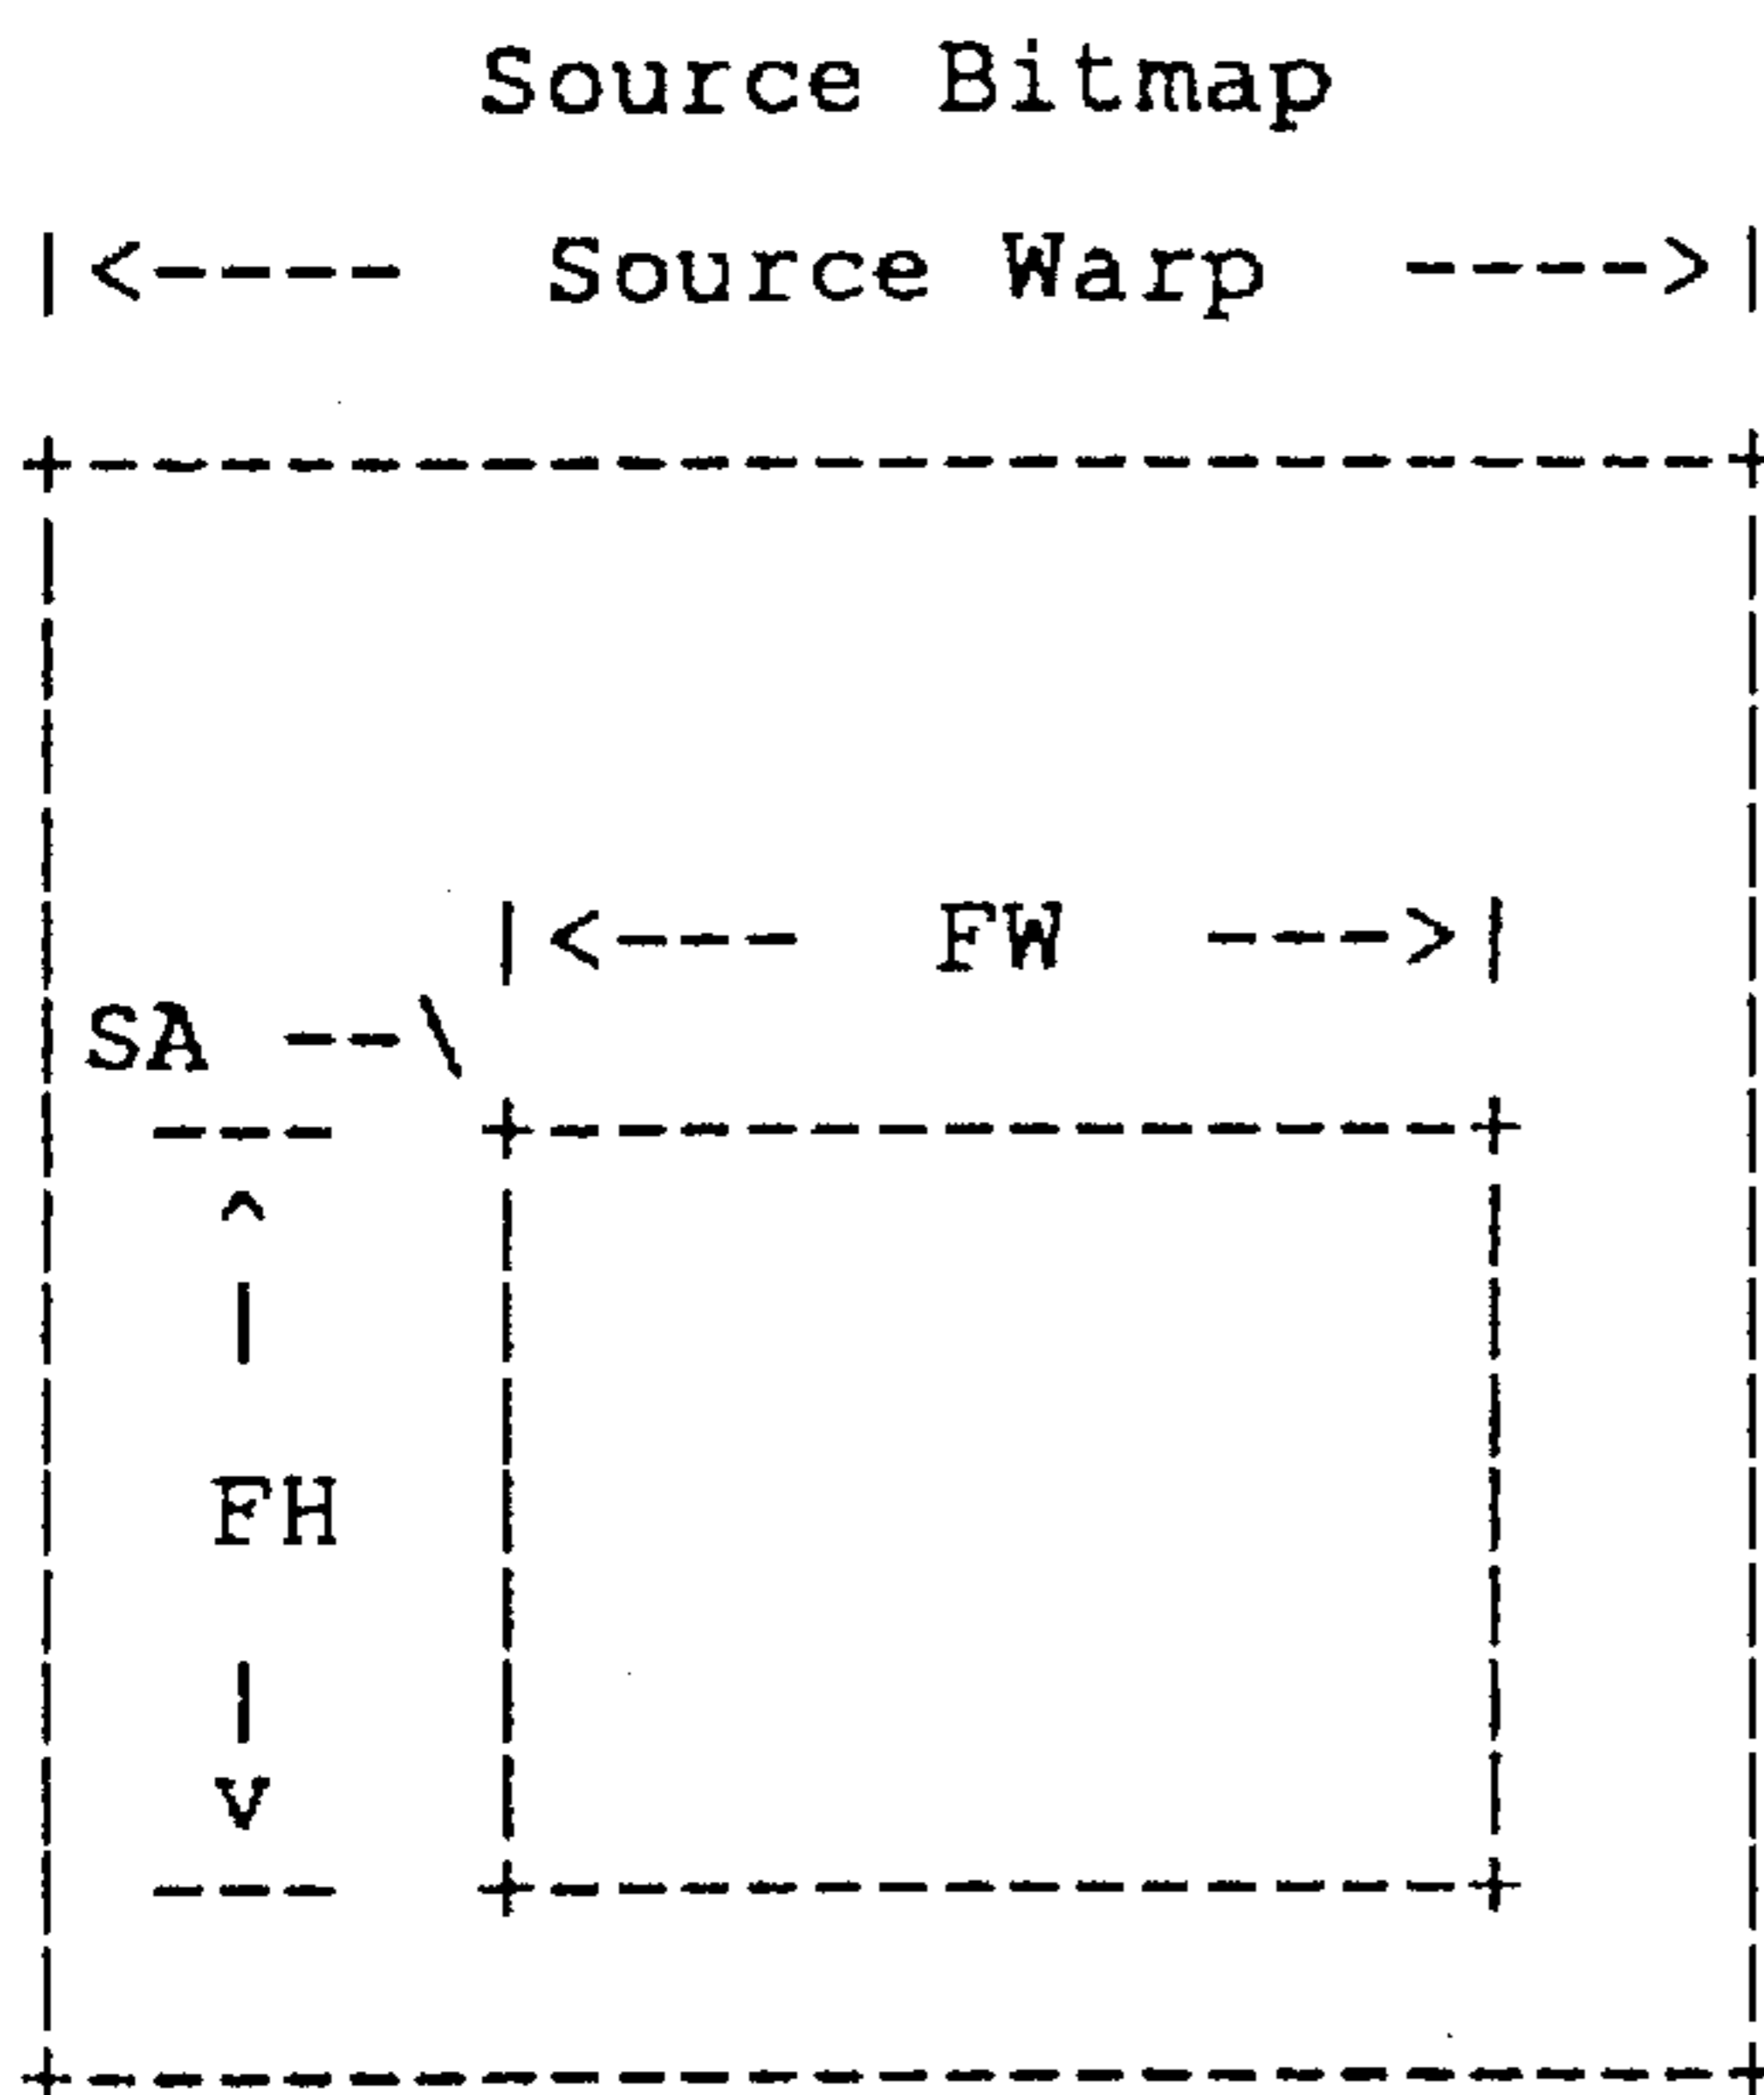 Source Bitmap
|<---- Source Warp ---->|
|<--- FW --->|
SA --\
FH